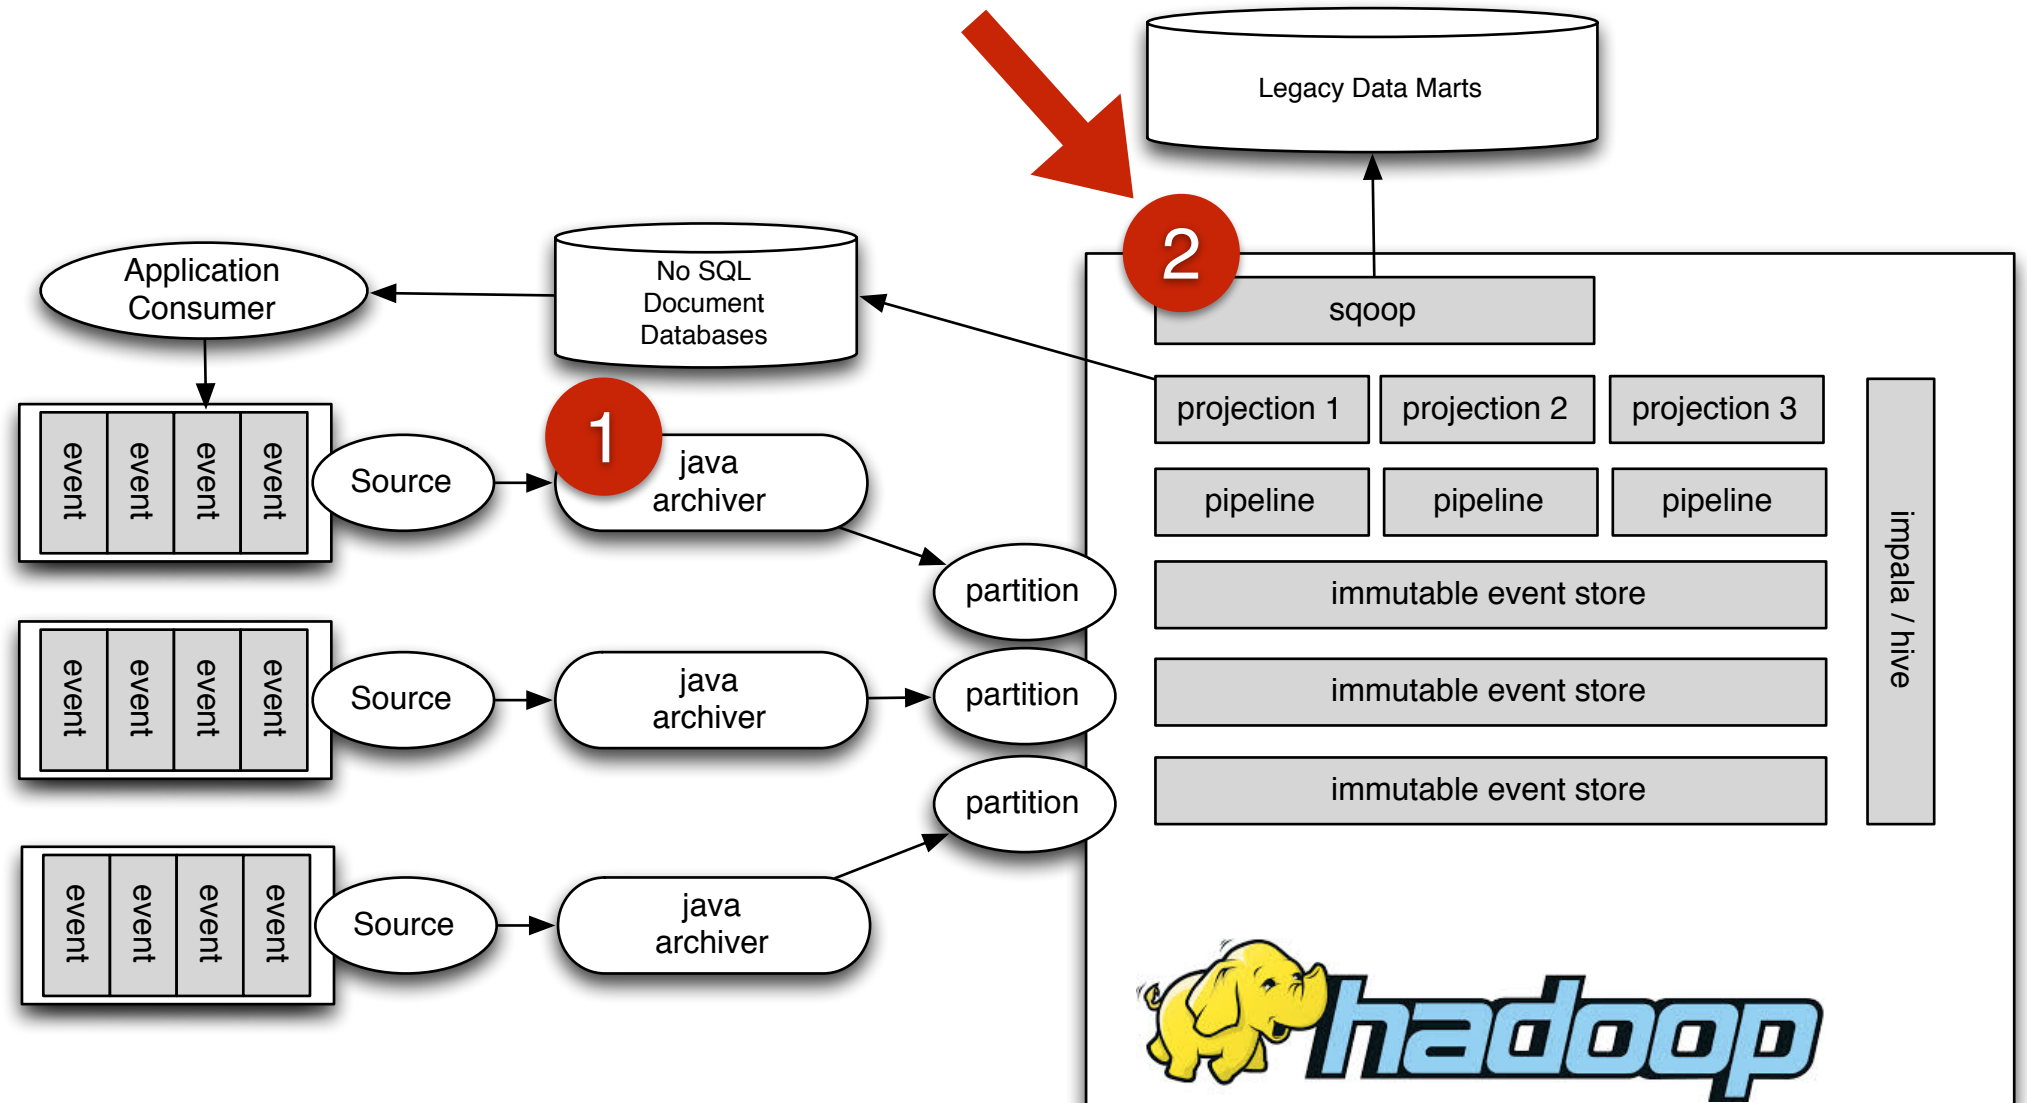 Legacy Data Marts
2
Application
Consumer
No SQL
Document
Databases
sqoop
1
projection 1
projection 2
projection 3
event
event
event
event
Source
java
archiver
pipeline
pipeline
pipeline
impala / hive
partition
immutable event store
event
event
event
event
Source
java
archiver
partition
immutable event store
partition
immutable event store
event
event
event
event
Source
java
archiver
hadoop